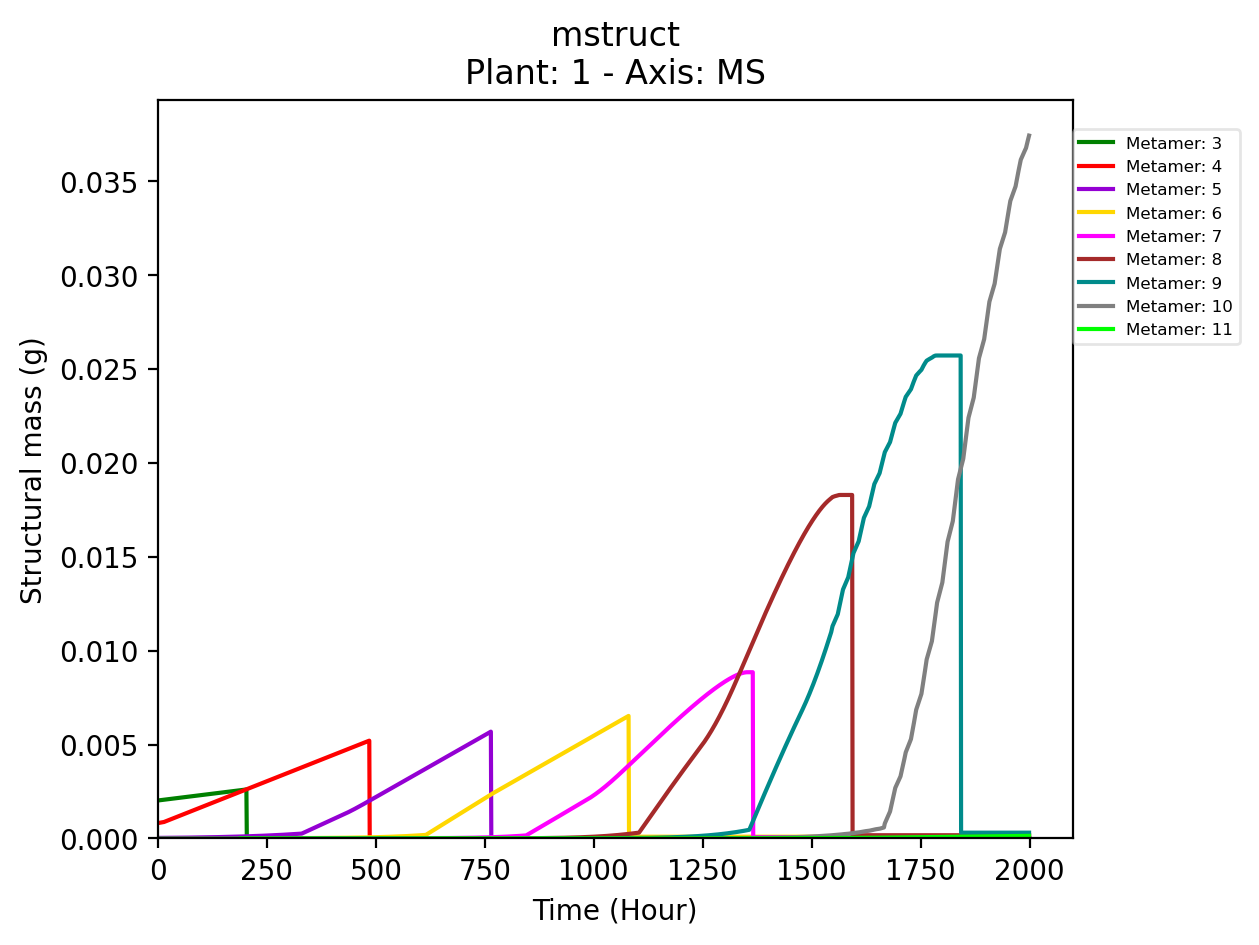 mstruct
Plant: 1 - Axis: MS
Metamer: 3
Metamer: 4
Metamer: 5
Metamer: 6
Metamer: 7
Metamer: 8
Metamer: 9
Metamer: 10
Metamer: 11
Structural mass (g)
0.035
0.030
0.025
0.020
0.015
0.010
0.005
0.000
0 250 500 750 1000 1250 1500 1750 2000
Time (Hour)